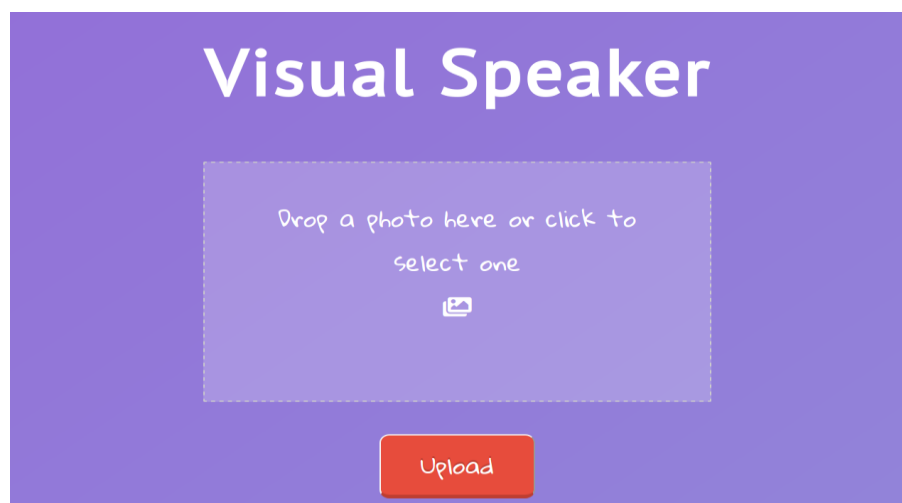 Visual Speaker
Drop a photo here or click to
select one
Upload